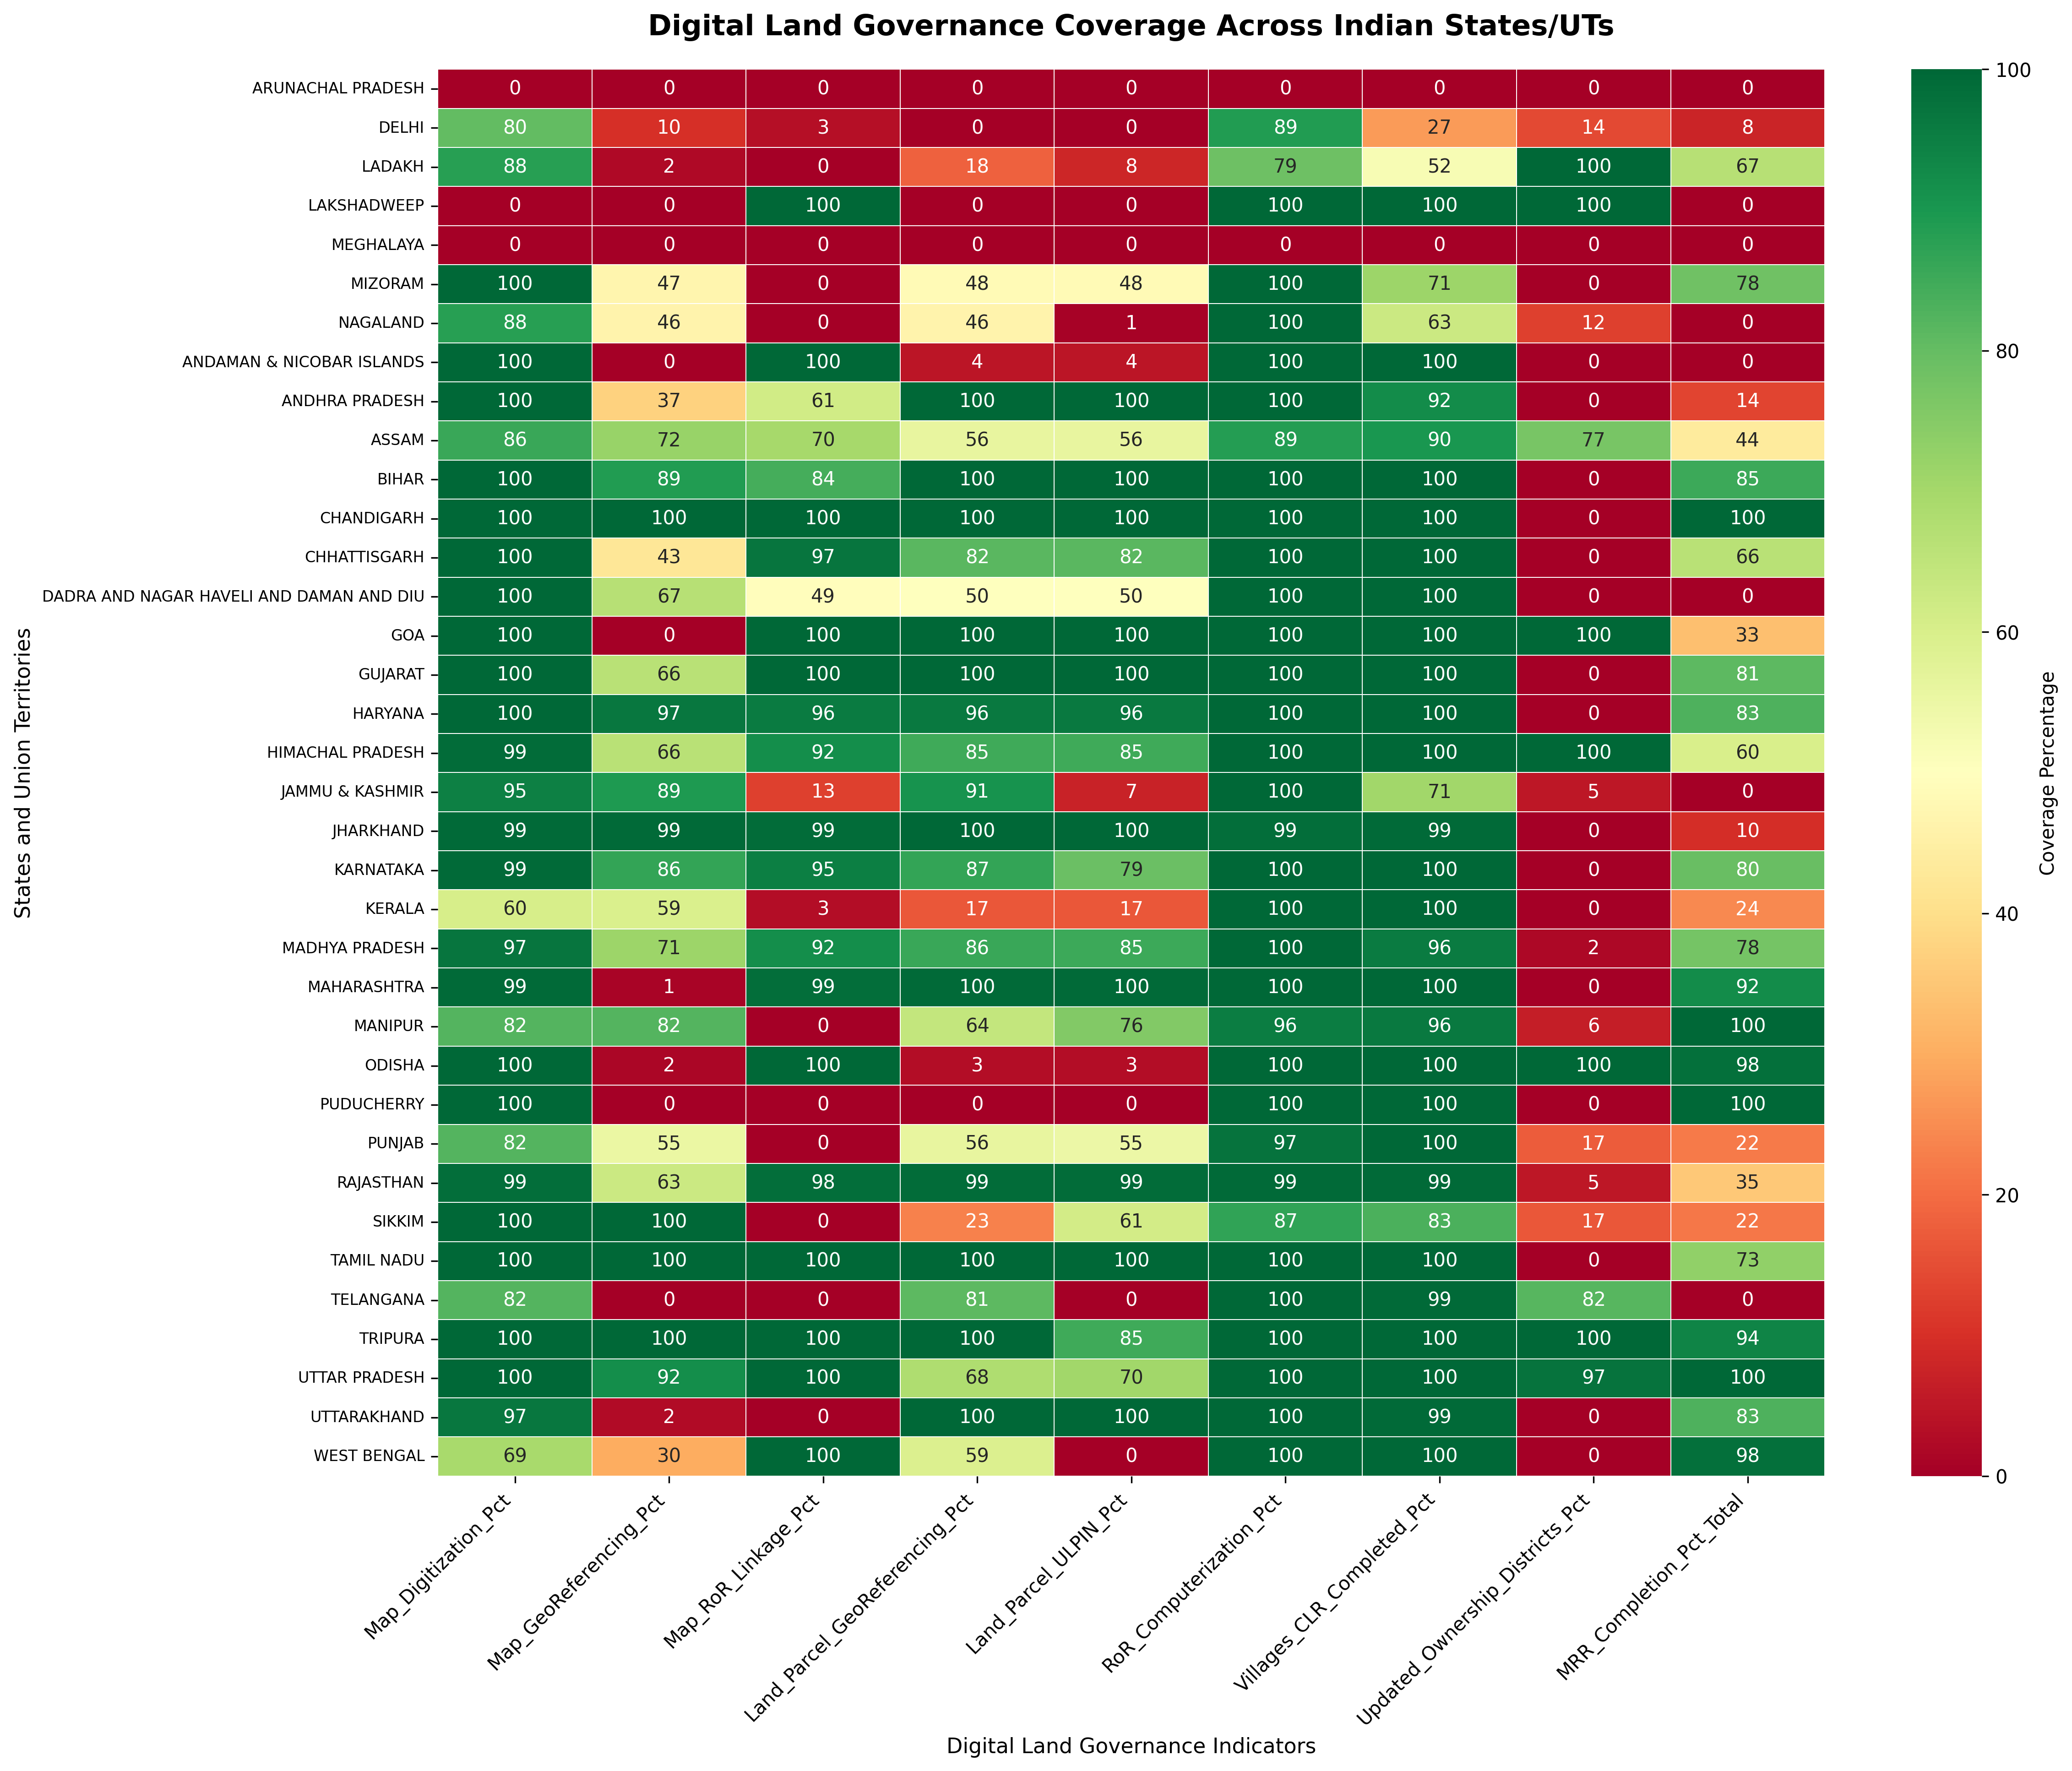 Digital Land Governance Coverage Across Indian States/UTs
ARUNACHAL PRADESH 0 0 0 0 0 0 0 0 0
DELHI 80 10 3 0 0 89 27 14 8
LADAKH 88 2 0 18 8 79 52 100 67
LAKSHADWEEP 0 0 100 0 0 100 100 100 0
MEGHALAYA 0 0 0 0 0 0 0 0 0
MIZORAM 100 47 0 48 48 100 71 0 78
NAGALAND 88 46 0 46 1 100 63 12 0
ANDAMAN & NICOBAR ISLANDS 100 0 100 4 4 100 100 0 0
ANDHRA PRADESH 100 37 61 100 100 100 92 0 14
ASSAM 86 72 70 56 56 89 90 77 44
BIHAR 100 89 84 100 100 100 100 0 85
CHANDIGARH 100 100 100 100 100 100 100 0 100
CHHATTISGARH 100 43 97 82 82 100 100 0 66
DADRA AND NAGAR HAVELI AND DAMAN AND DIU 100 67 49 50 50 100 100 0 0
GOA 100 0 100 100 100 100 100 100 33
GUJARAT 100 66 100 100 100 100 100 0 81
HARYANA 100 97 96 96 96 100 100 0 83
HIMACHAL PRADESH 99 66 92 85 85 100 100 100 60
JAMMU & KASHMIR 95 89 13 91 7 100 71 5 0
JHARKHAND 99 99 99 100 100 99 99 0 10
KARNATAKA 99 86 95 87 79 100 100 0 80
KERALA 60 59 3 17 17 100 100 0 24
MADHYA PRADESH 97 71 92 86 85 100 96 2 78
MAHARASHTRA 99 1 99 100 100 100 100 0 92
MANIPUR 82 82 0 64 76 96 96 6 100
ODISHA 100 2 100 3 3 100 100 100 98
PUDUCHERRY 100 0 0 0 0 100 100 0 100
PUNJAB 82 55 0 56 55 97 100 17 22
RAJASTHAN 99 63 98 99 99 99 99 5 35
SIKKIM 100 100 0 23 61 87 83 17 22
TAMIL NADU 100 100 100 100 100 100 100 0 73
TELANGANA 82 0 0 81 0 100 99 82 0
TRIPURA 100 100 100 100 85 100 100 100 94
UTTAR PRADESH 100 92 100 68 70 100 100 97 100
UTTARAKHAND 97 2 0 100 100 100 99 0 83
WEST BENGAL 69 30 100 59 0 100 100 0 98
States and Union Territories
Map_Digitization_Pct
Map_GeoReferencing_Pct
Map_RoR_Linkage_Pct
Land_Parcel_GeoReferencing_Pct
Land_Parcel_ULPIN_Pct
RoR_Computerization_Pct
Villages_CLR_Completed_Pct
Updated_Ownership_Districts_Pct
MRR_Completion_Pct_Total
Digital Land Governance Indicators
100
80
60
40
20
0
Coverage Percentage